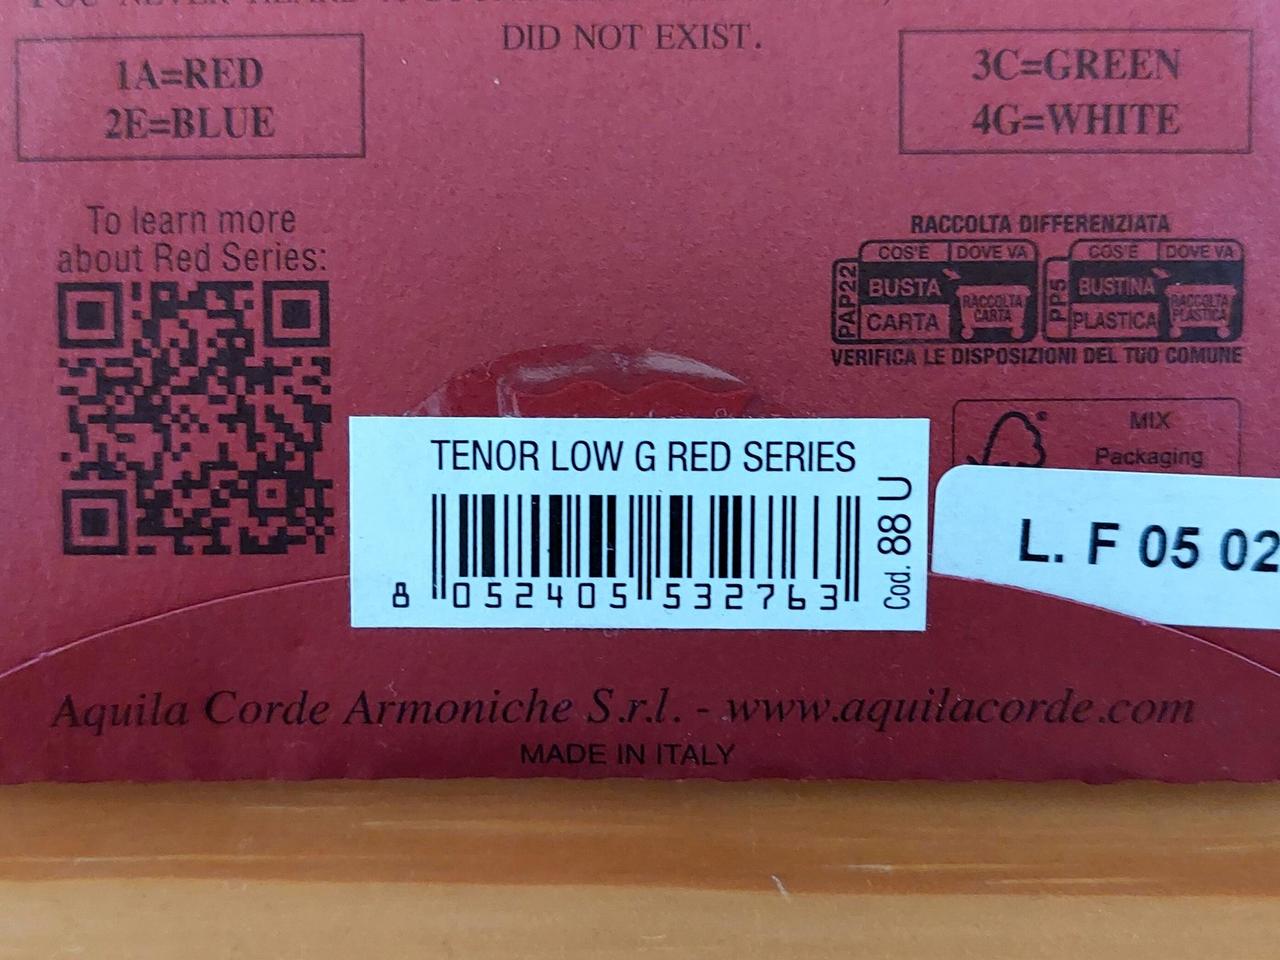 DID NOT EXIST.
1A=RED
2E=BLUE
3C=GREEN
4G=WHITE
To learn more
about Red Series:
RACCOLTA DIFFERENZIATA
PAP22
COS'È DOVE VA
BUSTA
CARTA
RACCOLTA
CARTA
PP5
COS'È DOVE VA
BUSTINA
PLASTICA
RACCOLTA
PLASTICA
VERIFICA LE DISPOSIZIONI DEL TUO COMUNE
®
MIX
Packaging
TENOR LOW G RED SERIES
8 052405 532763
Cod. 88 U
L. F 05 02
Aquila Corde Armoniche S.r.l. - www.aquilacorde.com
MADE IN ITALY